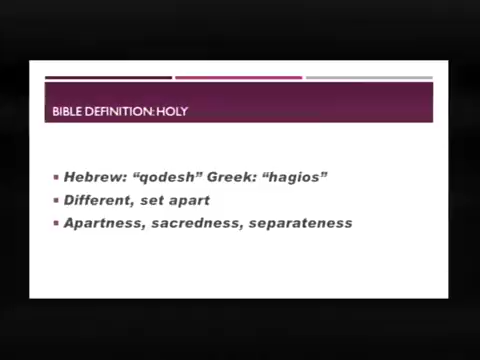 BIBLE DEFINITION: HOLY
Hebrew: “qodesh” Greek: “hagios”
Different, set apart
Apartness, sacredness, separateness